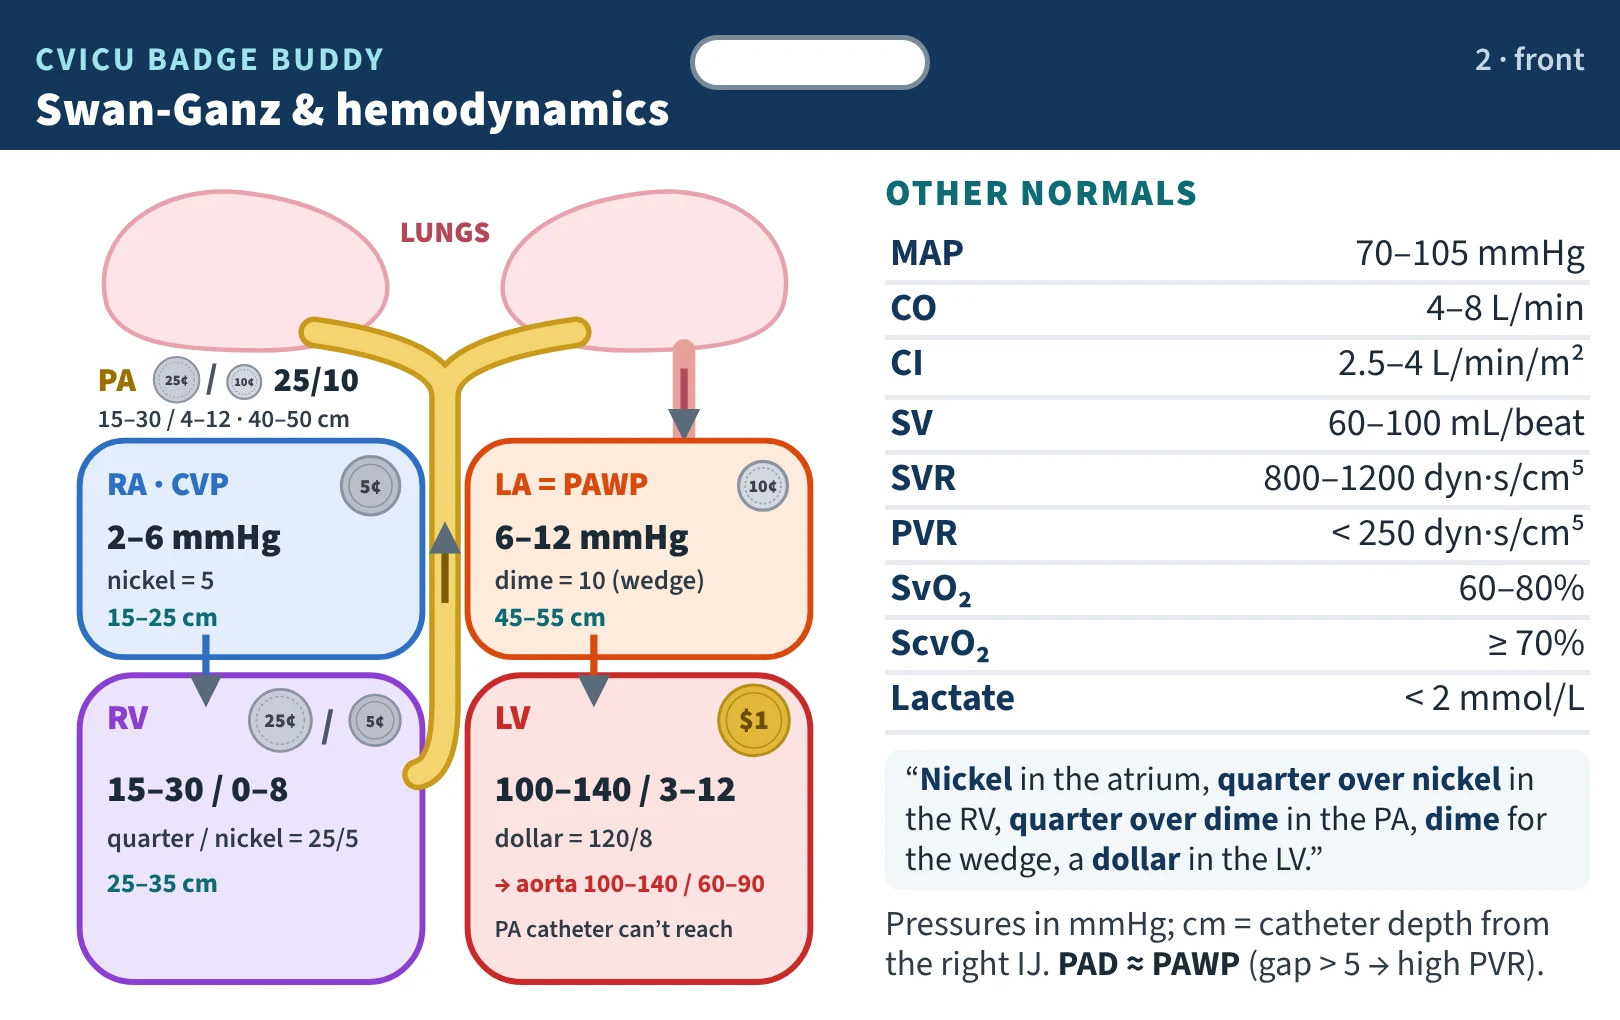 CVICU BADGE BUDDY
2 · front
Swan-Ganz & hemodynamics
LUNGS
PA 25¢ / 10¢ 25/10
15–30 / 4–12 · 40–50 cm
RA · CVP 5¢
2–6 mmHg
nickel = 5
15–25 cm
LA = PAWP 10¢
6–12 mmHg
dime = 10 (wedge)
45–55 cm
RV 25¢ / 5¢
15–30 / 0–8
quarter / nickel = 25/5
25–35 cm
LV $1
100–140 / 3–12
dollar = 120/8
→ aorta 100–140 / 60–90
PA catheter can’t reach
OTHER NORMALS
MAP 70–105 mmHg
CO 4–8 L/min
CI 2.5–4 L/min/m²
SV 60–100 mL/beat
SVR 800–1200 dyn·s/cm⁵
PVR < 250 dyn·s/cm⁵
SvO₂ 60–80%
ScvO₂ ≥ 70%
Lactate < 2 mmol/L
“Nickel in the atrium, quarter over nickel in
the RV, quarter over dime in the PA, dime for
the wedge, a dollar in the LV.”
Pressures in mmHg; cm = catheter depth from
the right IJ. PAD ≈ PAWP (gap > 5 → high PVR).